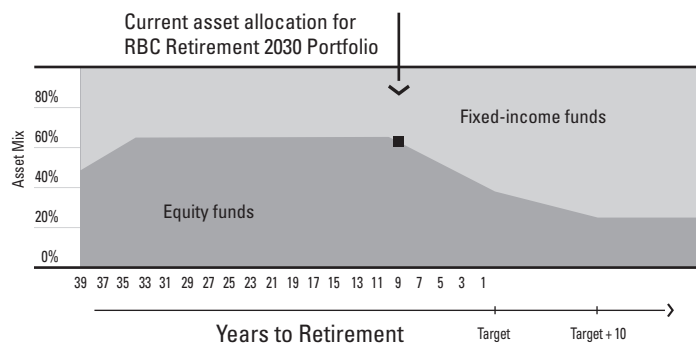 Current asset allocation for
RBC Retirement 2030 Portfolio
80%
Fixed-income funds
60%
Asset Mix
40%
Equity funds
20%
0%
39 37 35 33 31 29 27 25 23 21 19 17 15 13 11 9 7 5 3 1
Years to Retirement
Target
Target + 10